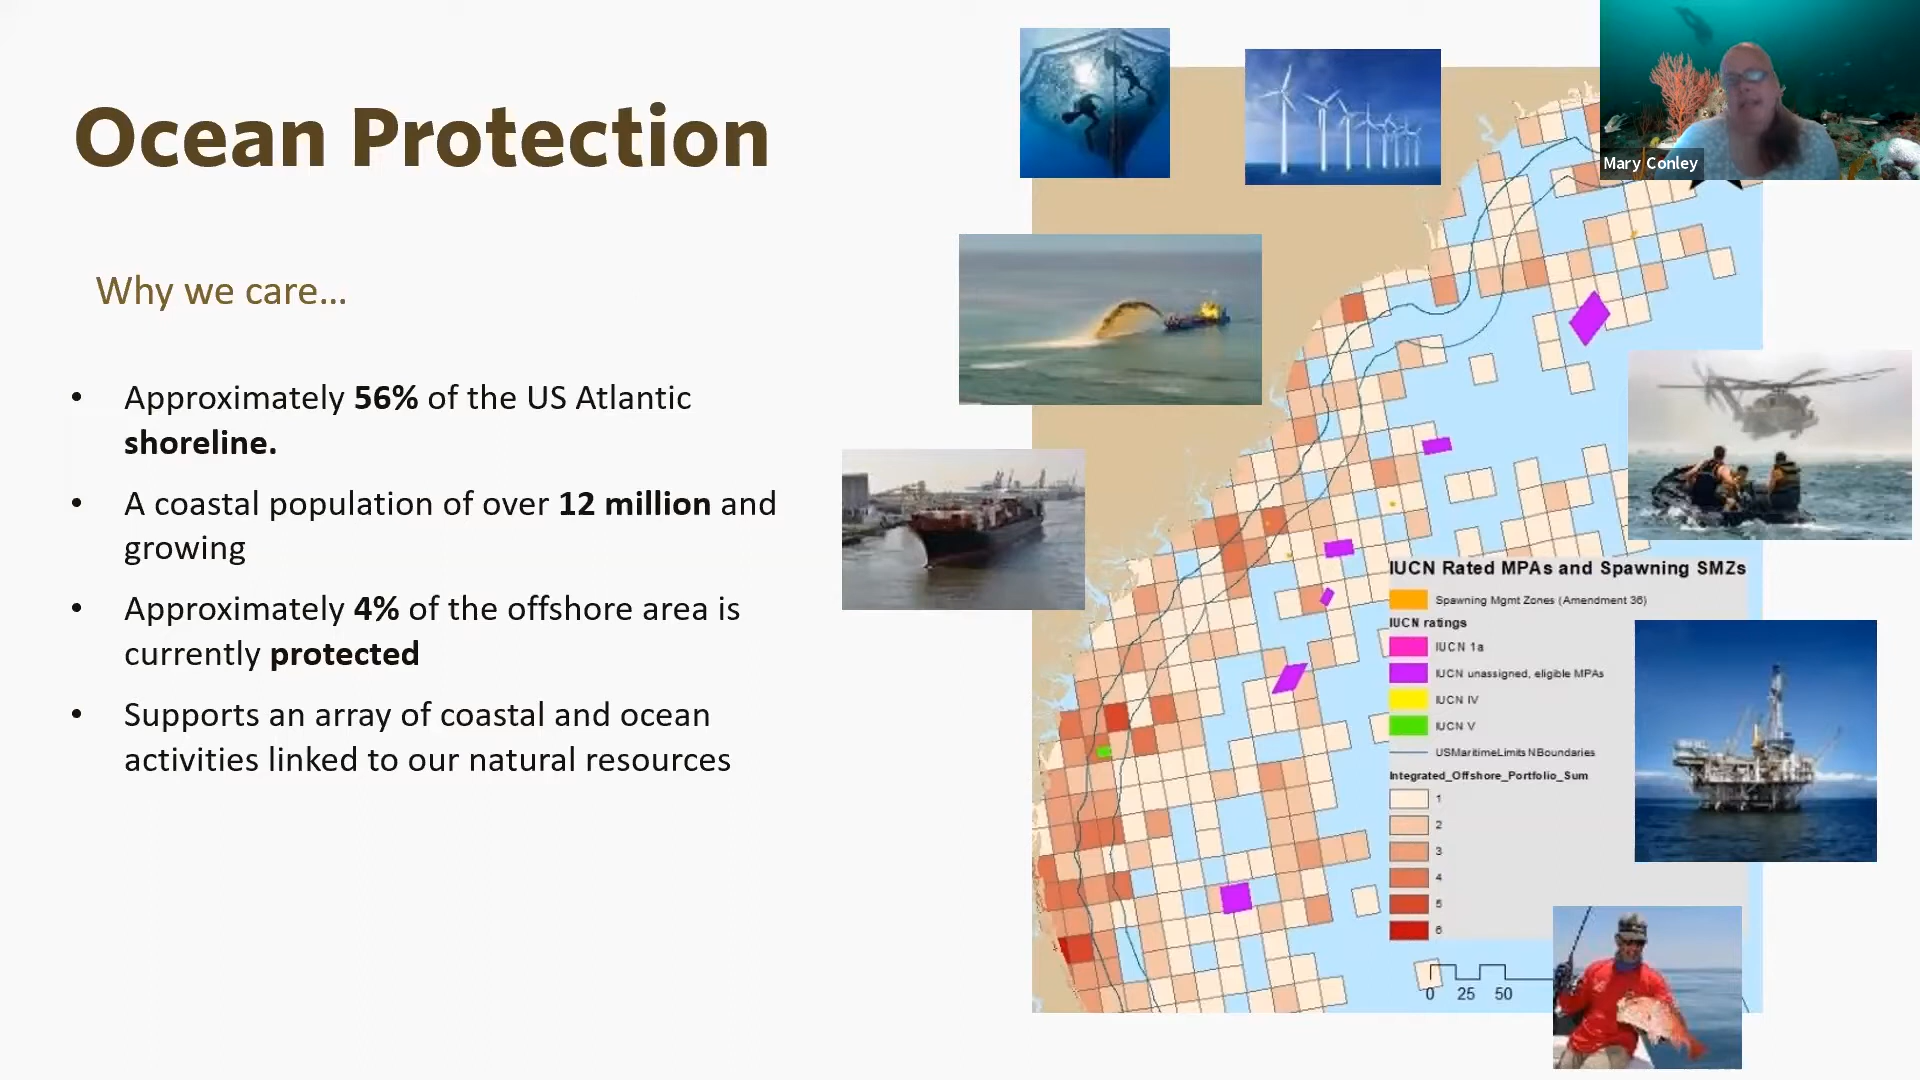 Ocean Protection
Why we care...
• Approximately 56% of the US Atlantic
shoreline.
• A coastal population of over 12 million and
growing
• Approximately 4% of the offshore area is
currently protected
• Supports an array of coastal and ocean
activities linked to our natural resources
Mary Conley
IUCN Rated MPAs and Spawning SMZs
Spawning Mgmt Zones (Amendment 36)
IUCN ratings
IUCN 1a
IUCN unassigned, eligible MPAs
IUCN IV
IUCN V
USMaritimeLimitsNBoundaries
Integrated_Offshore_Portfolio_Sum
1
2
3
4
5
6
0 25 50